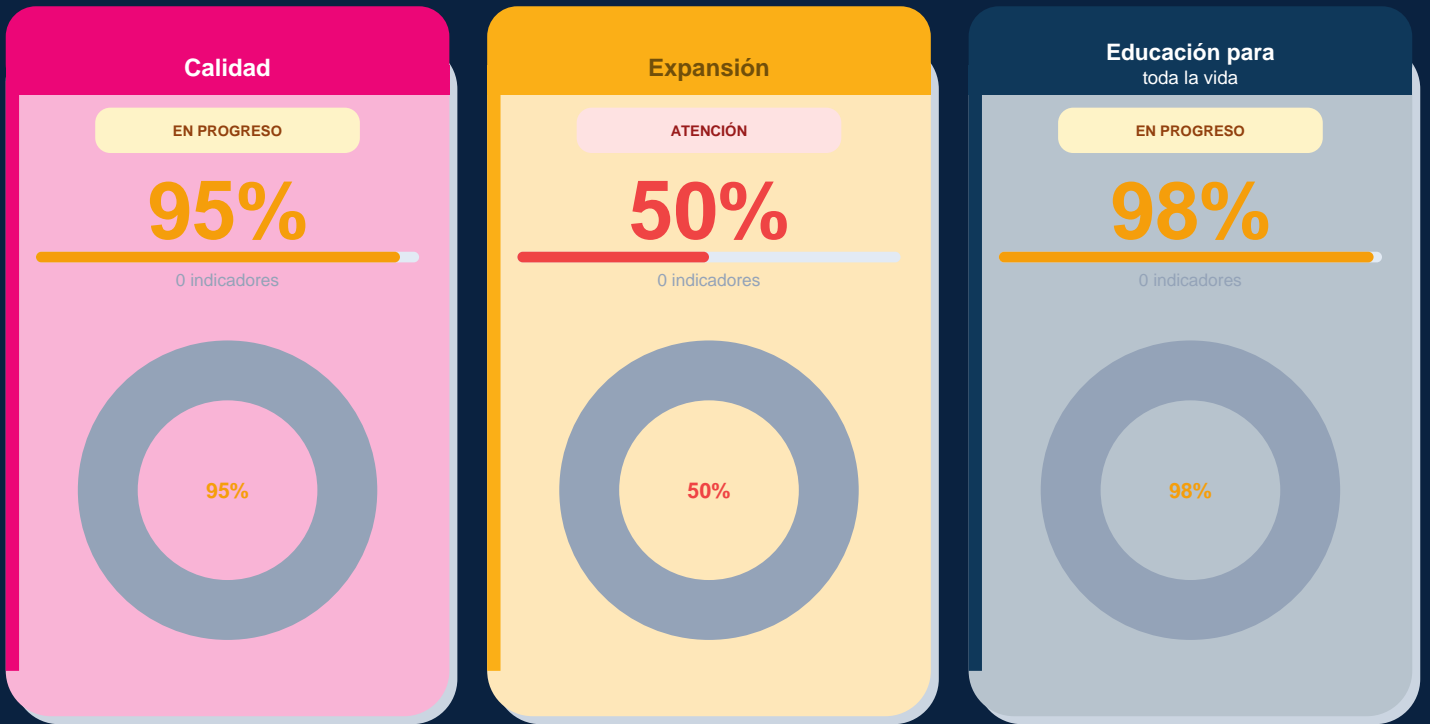 Calidad
EN PROGRESO
95%
0 indicadores
95%
Expansión
ATENCIÓN
50%
0 indicadores
50%
Educación para
toda la vida
EN PROGRESO
98%
0 indicadores
98%